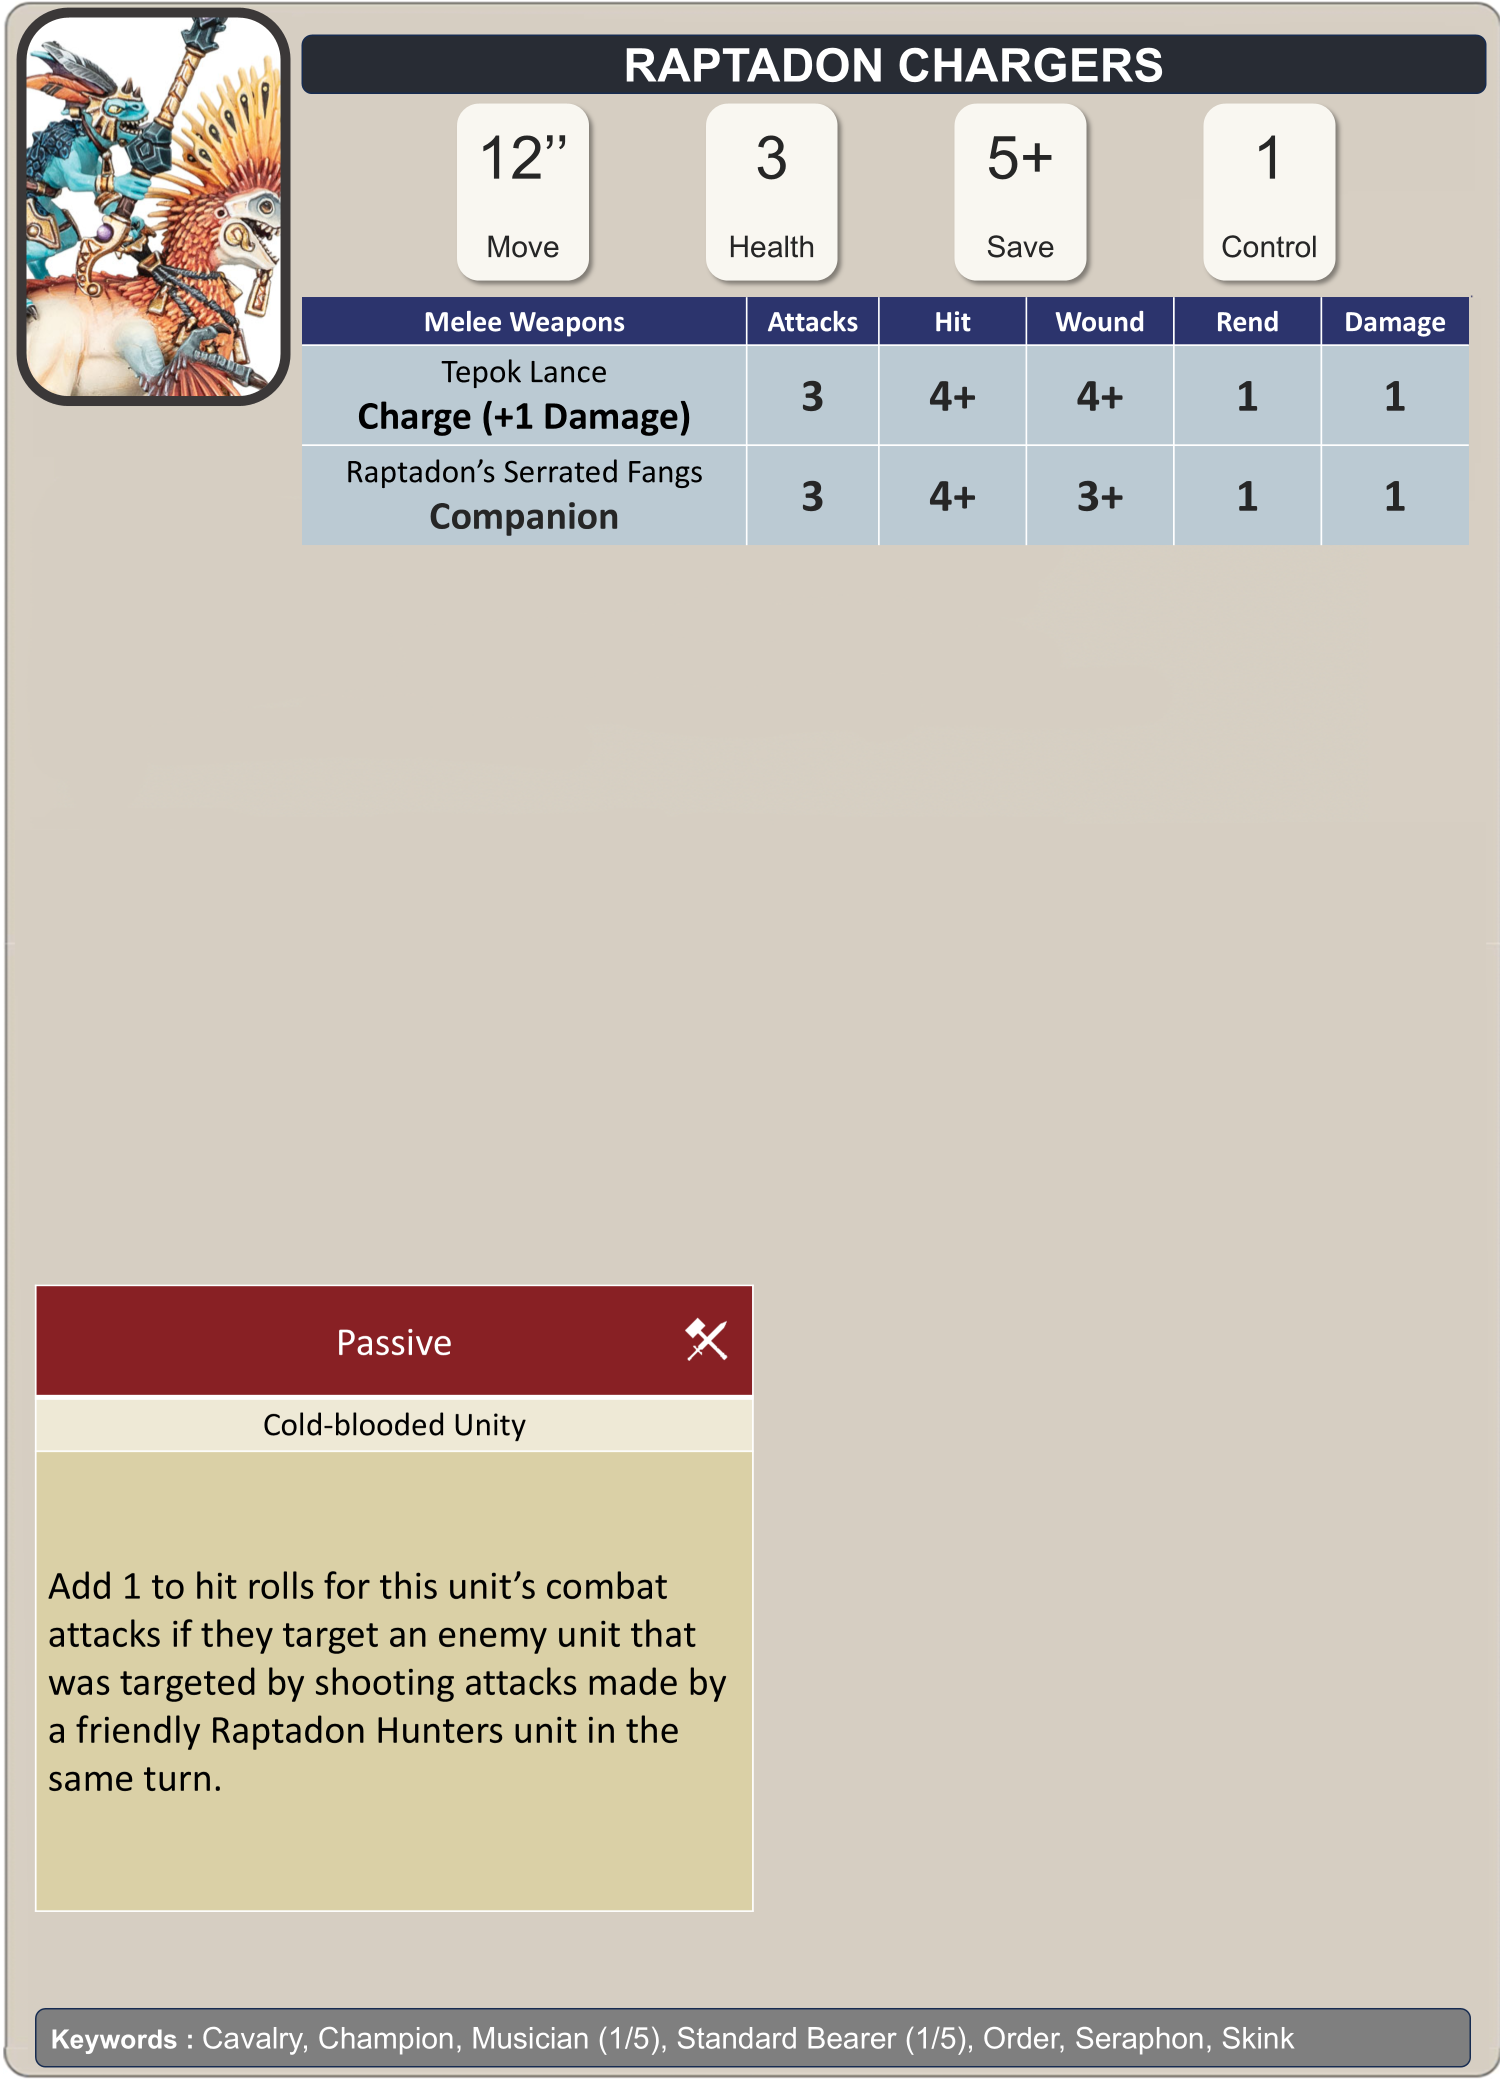 RAPTADON CHARGERS
12’’ 3 5+ 1
Move Health Save Control
Melee Weapons Attacks Hit Wound Rend Damage
Tepok Lance
Charge (+1 Damage) 3 4+ 4+ 1 1
Raptadon’s Serrated Fangs
Companion 3 4+ 3+ 1 1
Passive
Cold-blooded Unity
Add 1 to hit rolls for this unit’s combat
attacks if they target an enemy unit that
was targeted by shooting attacks made by
a friendly Raptadon Hunters unit in the
same turn.
Keywords : Cavalry, Champion, Musician (1/5), Standard Bearer (1/5), Order, Seraphon, Skink